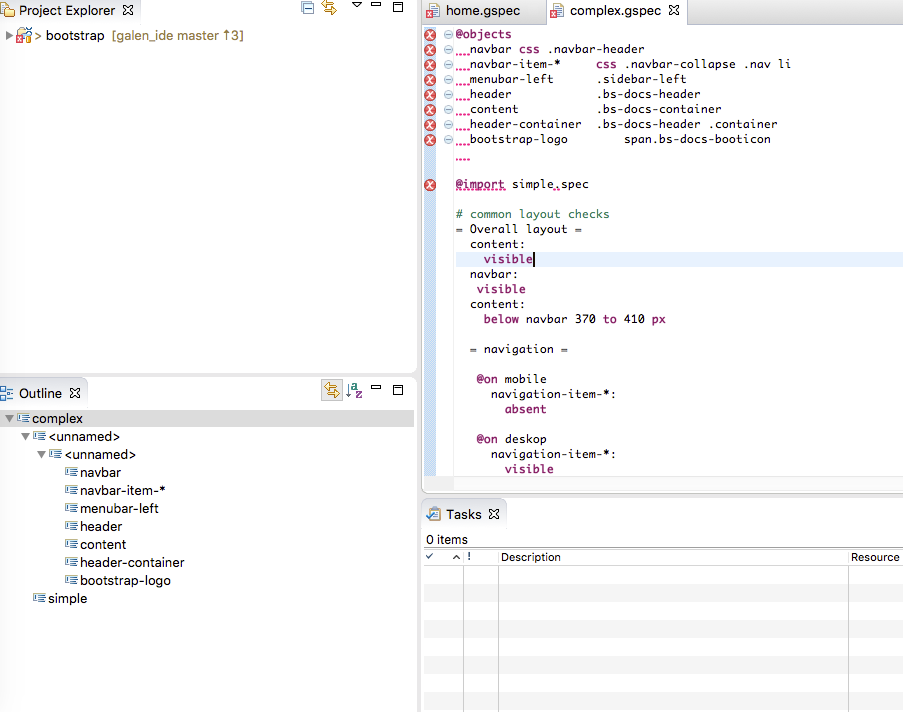 Project Explorer
> bootstrap [galen_ide master ↑3]
home.gspec
complex.gspec
@objects
navbar css .navbar-header
navbar-item-* css .navbar-collapse .nav li
menubar-left .sidebar-left
header .bs-docs-header
content .bs-docs-container
header-container .bs-docs-header .container
bootstrap-logo span.bs-docs-booticon
@import simple.spec
# common layout checks
= Overall layout =
content:
visible
navbar:
visible
content:
below navbar 370 to 410 px
= navigation =
@on mobile
navigation-item-*:
absent
@on deskop
navigation-item-*:
visible
Outline
complex
<unnamed>
<unnamed>
navbar
navbar-item-*
menubar-left
header
content
header-container
bootstrap-logo
simple
Tasks
0 items
! Description Resource